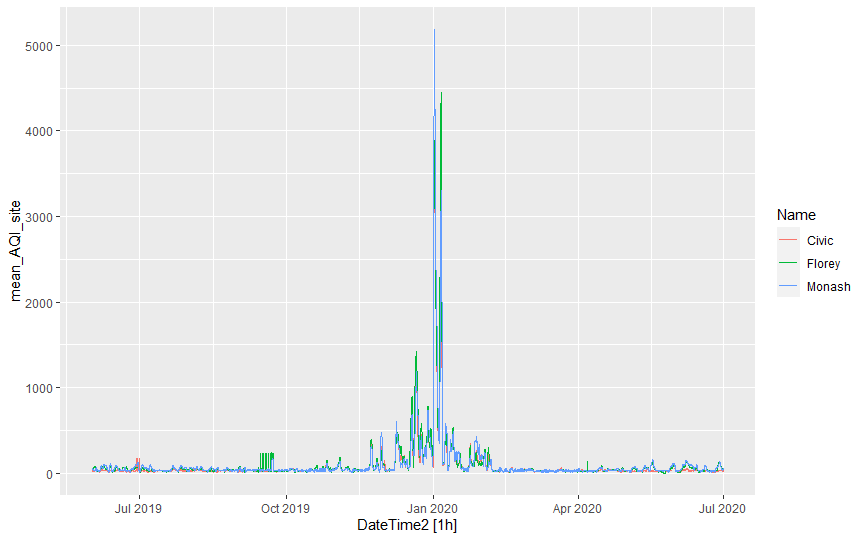 5000
4000
3000
2000
1000
0
mean_AQI_site
Jul 2019
Oct 2019
Jan 2020
Apr 2020
Jul 2020
DateTime2 [1h]
Name
Civic
Florey
Monash